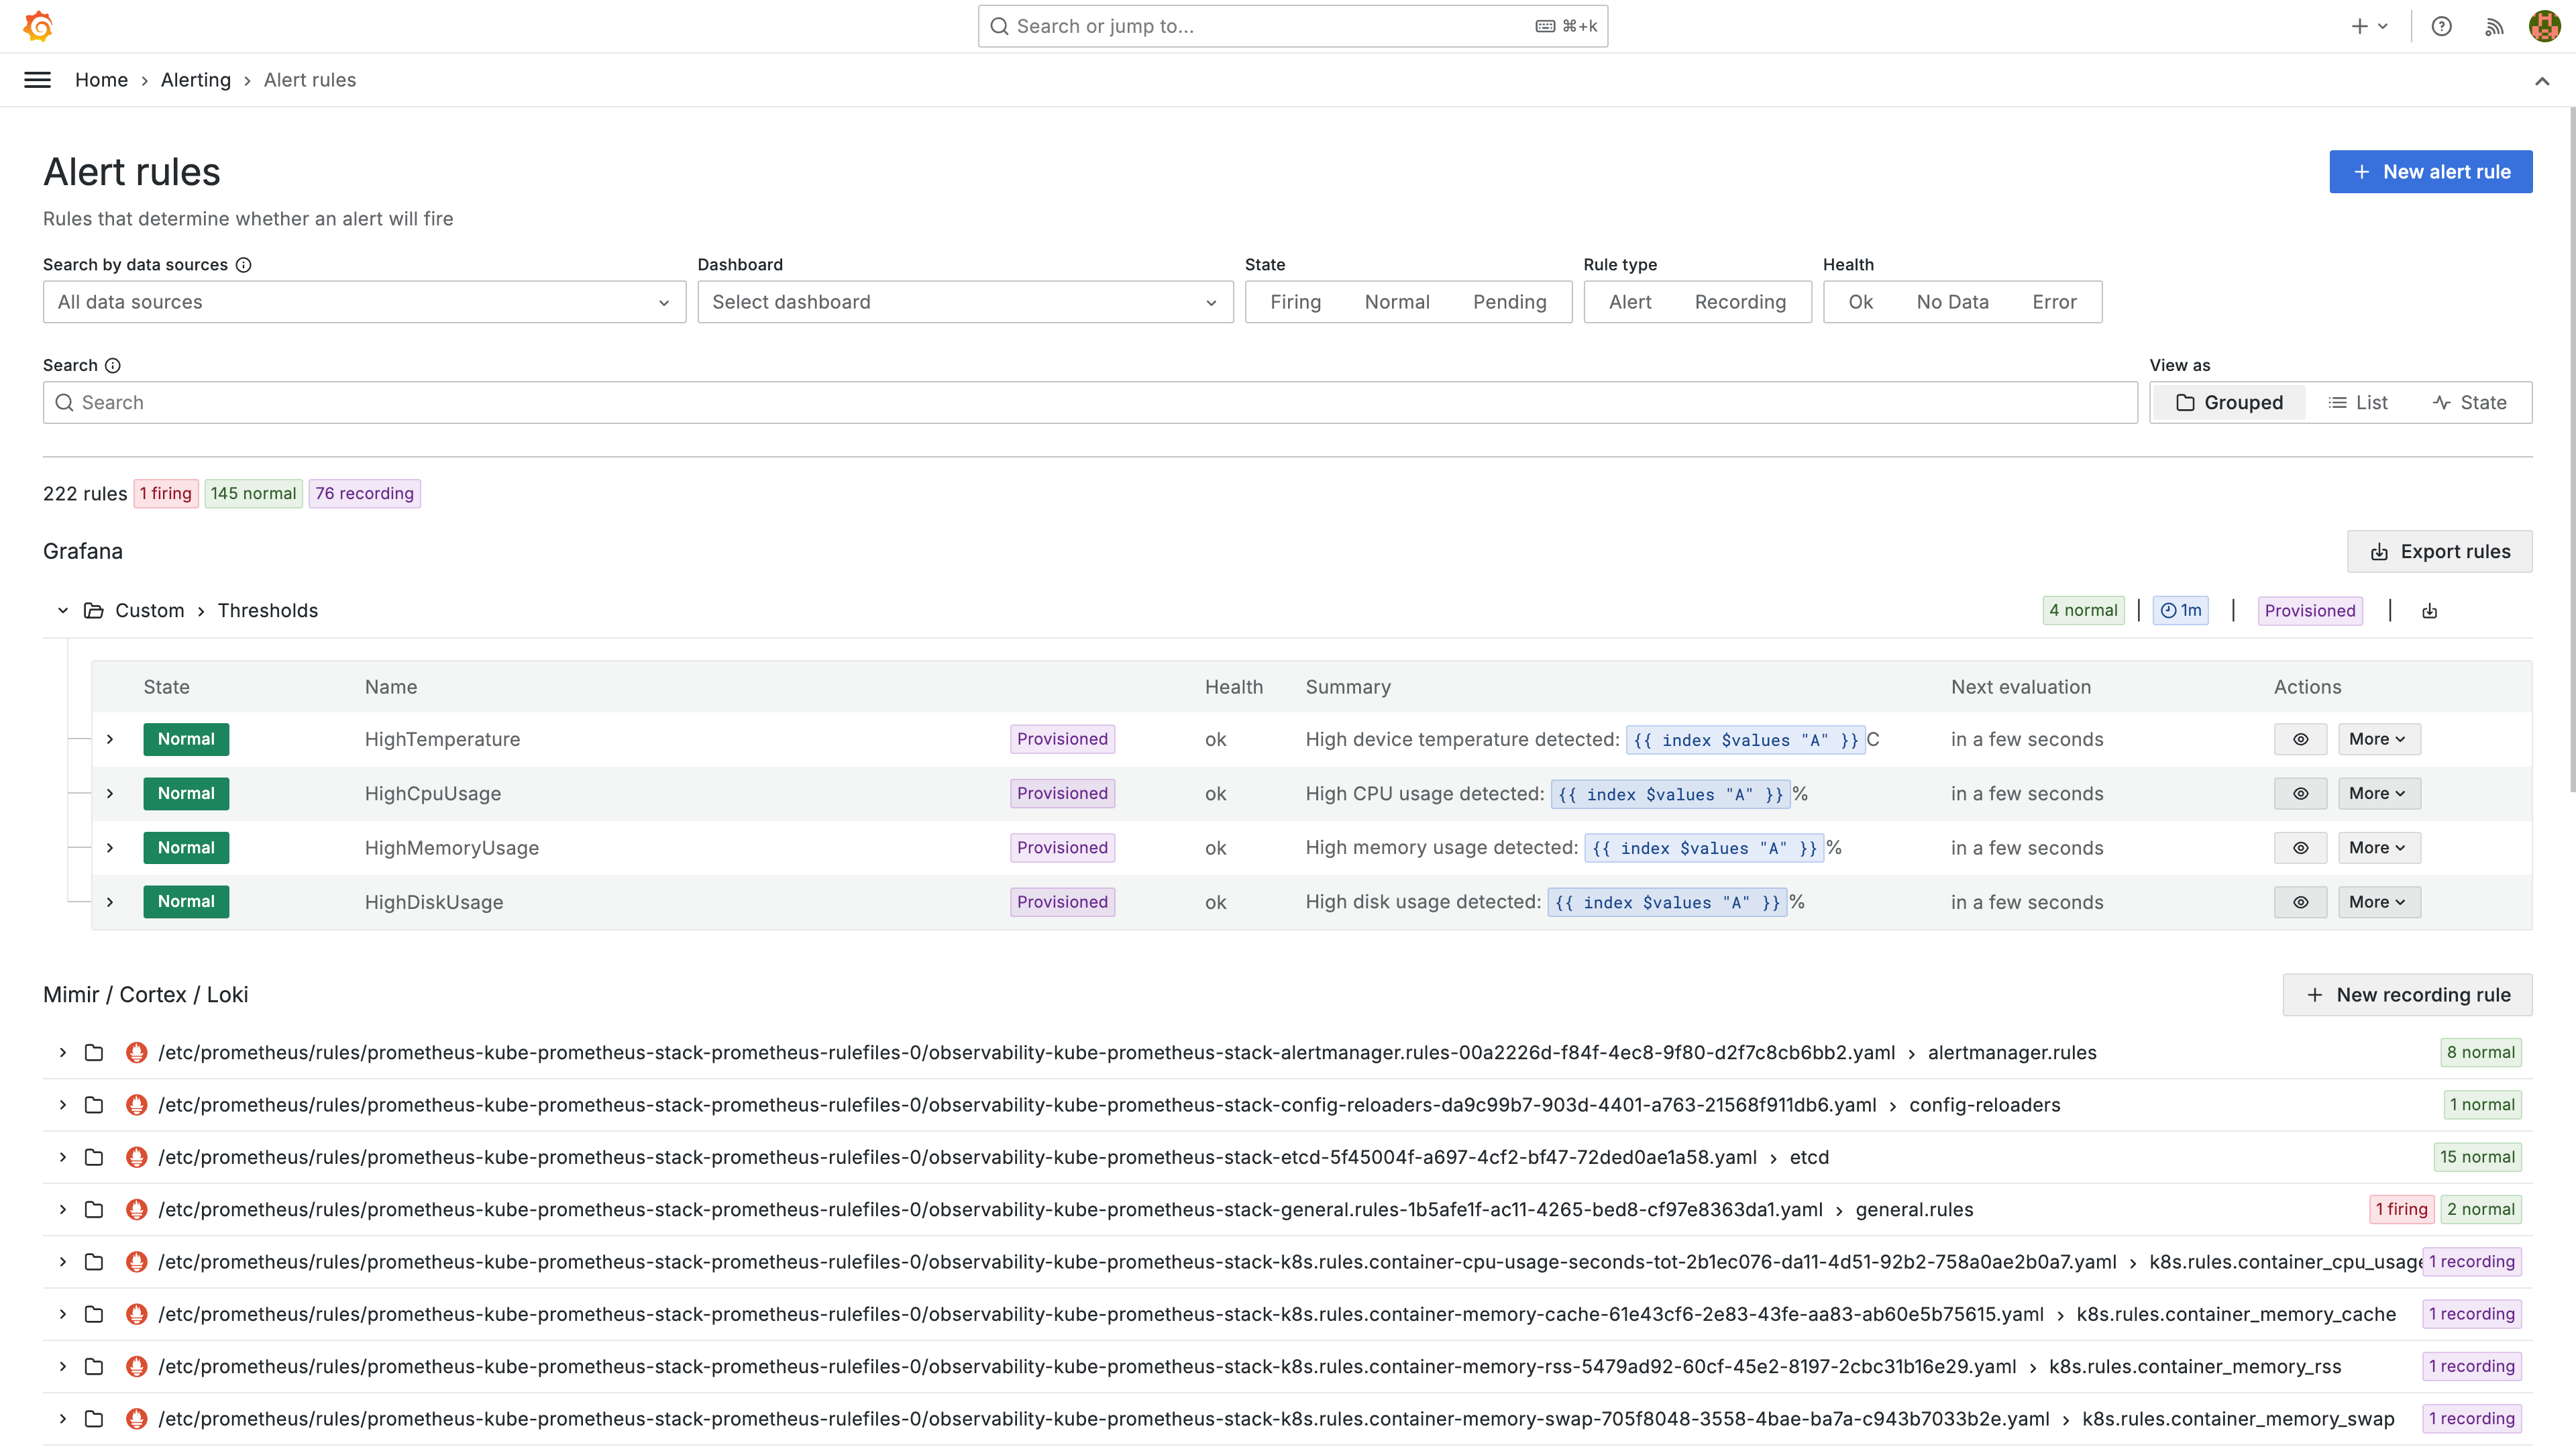 Search or jump to... ⌘+k
Home › Alerting › Alert rules
Alert rules
New alert rule
Rules that determine whether an alert will fire
Search by data sources Dashboard State Rule type Health
All data sources Select dashboard Firing Normal Pending Alert Recording Ok No Data Error
Search View as
Search Grouped List State
222 rules 1 firing 145 normal 76 recording
Grafana Export rules
Custom › Thresholds 4 normal | 1m | Provisioned |
State Name Health Summary Next evaluation Actions
Normal HighTemperature Provisioned ok High device temperature detected: {{ index $values "A" }} C in a few seconds More
Normal HighCpuUsage Provisioned ok High CPU usage detected: {{ index $values "A" }} % in a few seconds More
Normal HighMemoryUsage Provisioned ok High memory usage detected: {{ index $values "A" }} % in a few seconds More
Normal HighDiskUsage Provisioned ok High disk usage detected: {{ index $values "A" }} % in a few seconds More
Mimir / Cortex / Loki New recording rule
/etc/prometheus/rules/prometheus-kube-prometheus-stack-prometheus-rulefiles-0/observability-kube-prometheus-stack-alertmanager.rules-00a2226d-f84f-4ec8-9f80-d2f7c8cb6bb2.yaml › alertmanager.rules 8 normal
/etc/prometheus/rules/prometheus-kube-prometheus-stack-prometheus-rulefiles-0/observability-kube-prometheus-stack-config-reloaders-da9c99b7-903d-4401-a763-21568f911db6.yaml › config-reloaders 1 normal
/etc/prometheus/rules/prometheus-kube-prometheus-stack-prometheus-rulefiles-0/observability-kube-prometheus-stack-etcd-5f45004f-a697-4cf2-bf47-72ded0ae1a58.yaml › etcd 15 normal
/etc/prometheus/rules/prometheus-kube-prometheus-stack-prometheus-rulefiles-0/observability-kube-prometheus-stack-general.rules-1b5afe1f-ac11-4265-bed8-cf97e8363da1.yaml › general.rules 1 firing 2 normal
/etc/prometheus/rules/prometheus-kube-prometheus-stack-prometheus-rulefiles-0/observability-kube-prometheus-stack-k8s.rules.container-cpu-usage-seconds-tot-2b1ec076-da11-4d51-92b2-758a0ae2b0a7.yaml › k8s.rules.container_cpu_usage 1 recording
/etc/prometheus/rules/prometheus-kube-prometheus-stack-prometheus-rulefiles-0/observability-kube-prometheus-stack-k8s.rules.container-memory-cache-61e43cf6-2e83-43fe-aa83-ab60e5b75615.yaml › k8s.rules.container_memory_cache 1 recording
/etc/prometheus/rules/prometheus-kube-prometheus-stack-prometheus-rulefiles-0/observability-kube-prometheus-stack-k8s.rules.container-memory-rss-5479ad92-60cf-45e2-8197-2cbc31b16e29.yaml › k8s.rules.container_memory_rss 1 recording
/etc/prometheus/rules/prometheus-kube-prometheus-stack-prometheus-rulefiles-0/observability-kube-prometheus-stack-k8s.rules.container-memory-swap-705f8048-3558-4bae-ba7a-c943b7033b2e.yaml › k8s.rules.container_memory_swap 1 recording